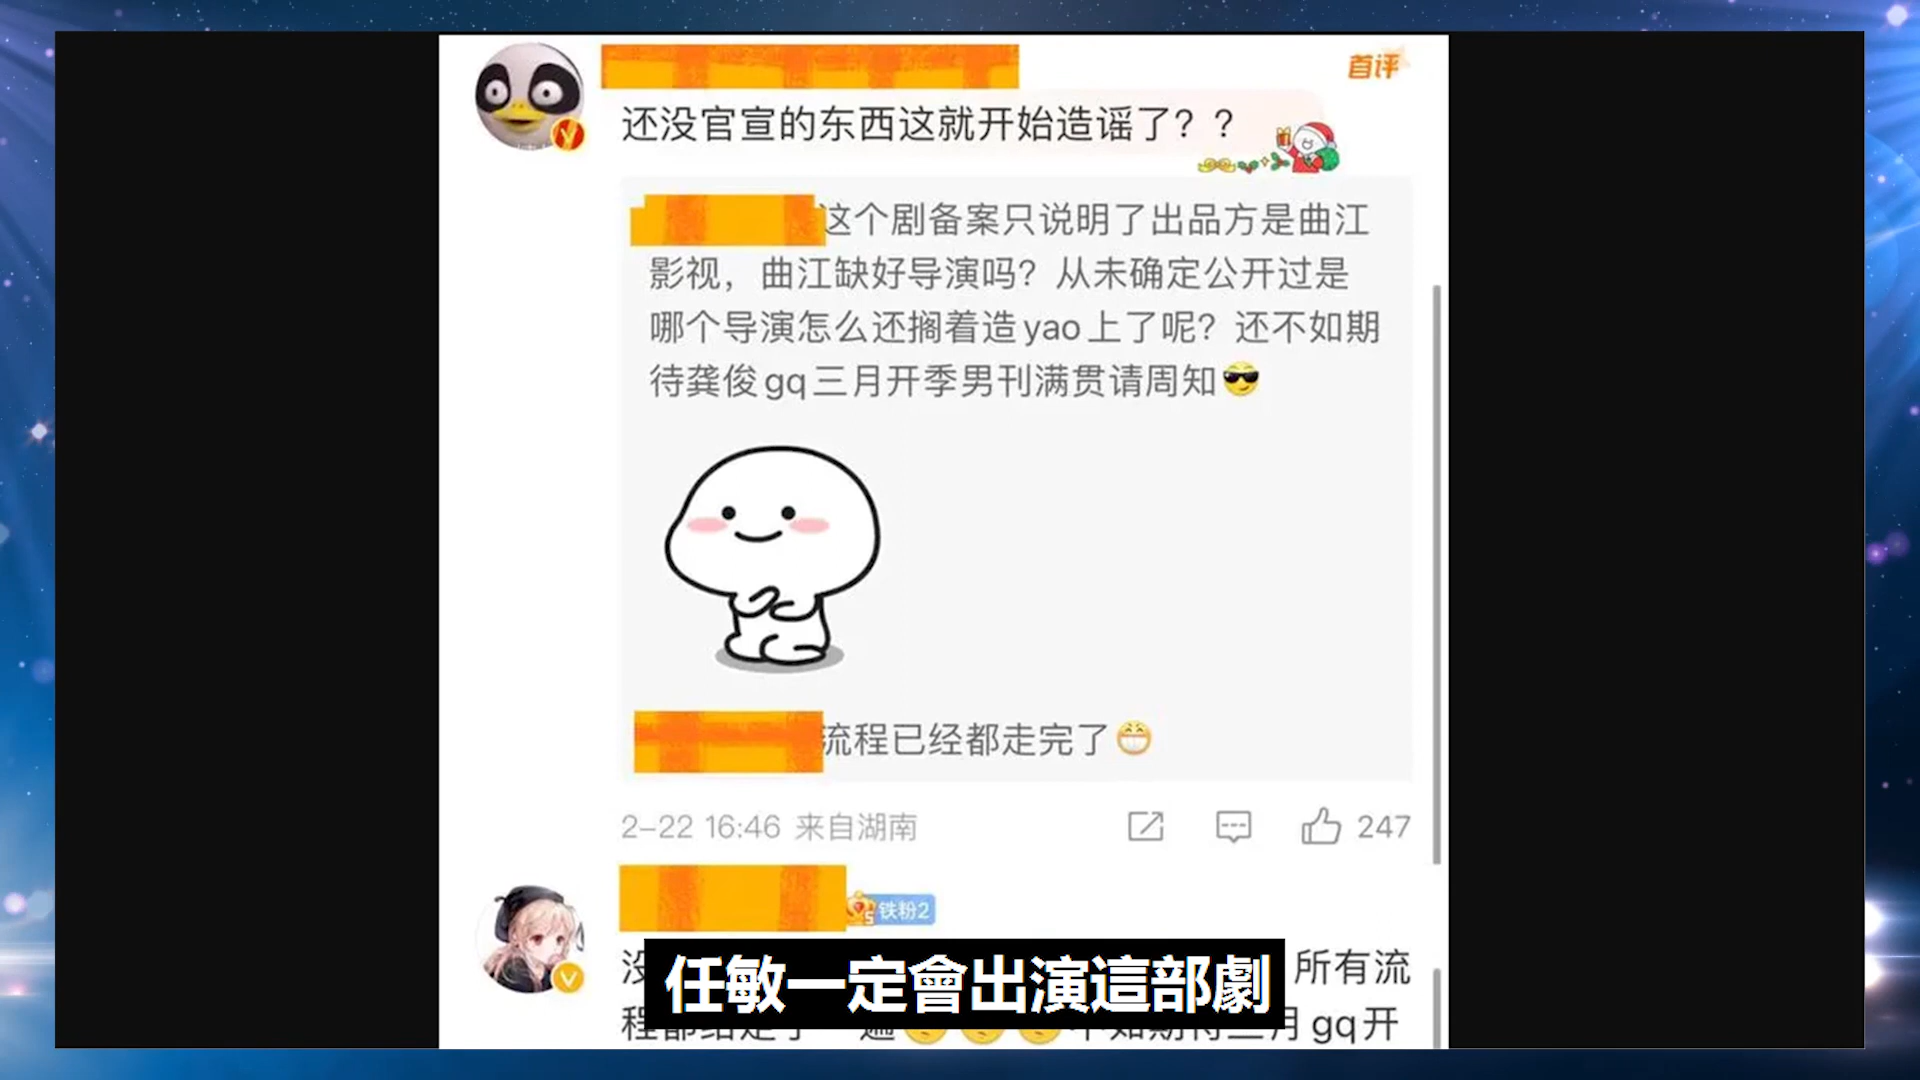 首评
还没官宣的东西这就开始造谣了？？
这个剧备案只说明了出品方是曲江
影视，曲江缺好导演吗？从未确定公开过是
哪个导演怎么还搁着造yao上了呢？还不如期
待龚俊gq三月开季男刊满贯请周知
流程已经都走完了
2-22 16:46 来自湖南
247
铁粉2
没
所有流
任敏一定會出演這部劇
月gq开